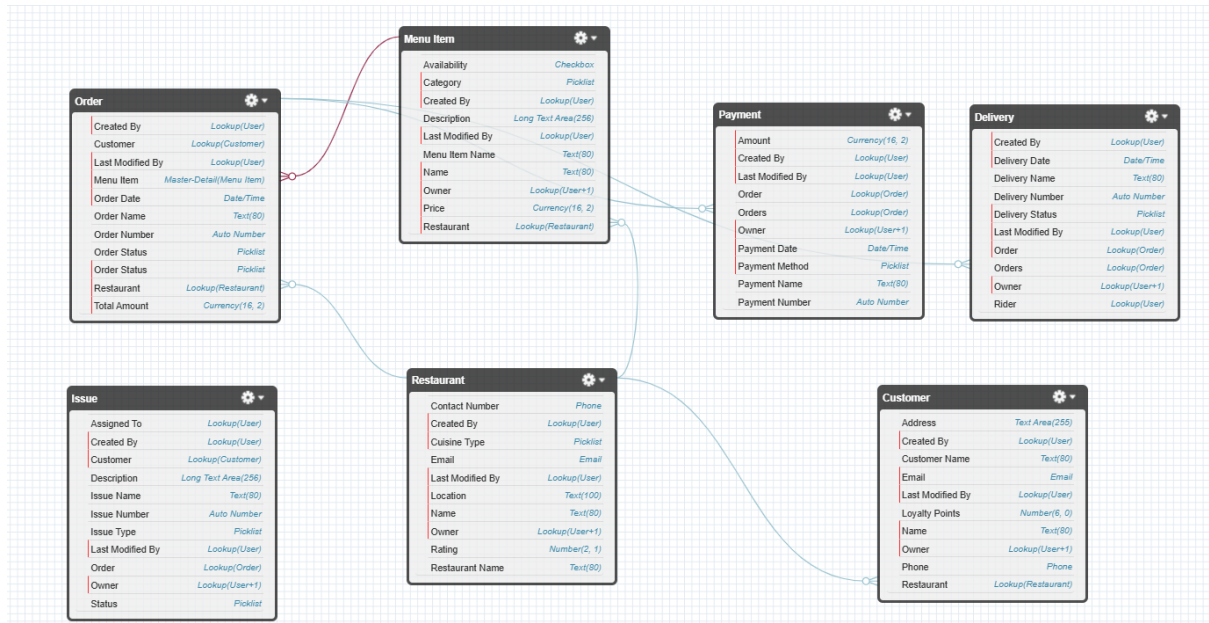 Order
Created By Lookup(User)
Customer Lookup(Customer)
Last Modified By Lookup(User)
Menu Item Master-Detail(Menu Item)
Order Date Date/Time
Order Name Text(80)
Order Number Auto Number
Order Status Picklist
Order Status Picklist
Restaurant Lookup(Restaurant)
Total Amount Currency(16, 2)
Menu Item
Availability Checkbox
Category Picklist
Created By Lookup(User)
Description Long Text Area(256)
Last Modified By Lookup(User)
Menu Item Name Text(80)
Name Text(80)
Owner Lookup(User+1)
Price Currency(16, 2)
Restaurant Lookup(Restaurant)
Payment
Amount Currency(16, 2)
Created By Lookup(User)
Last Modified By Lookup(User)
Order Lookup(Order)
Orders Lookup(Order)
Owner Lookup(User+1)
Payment Date Date/Time
Payment Method Picklist
Payment Name Text(80)
Payment Number Auto Number
Delivery
Created By Lookup(User)
Delivery Date Date/Time
Delivery Name Text(80)
Delivery Number Auto Number
Delivery Status Picklist
Last Modified By Lookup(User)
Order Lookup(Order)
Orders Lookup(Order)
Owner Lookup(User+1)
Rider Lookup(User)
Issue
Assigned To Lookup(User)
Created By Lookup(User)
Customer Lookup(Customer)
Description Long Text Area(256)
Issue Name Text(80)
Issue Number Auto Number
Issue Type Picklist
Last Modified By Lookup(User)
Order Lookup(Order)
Owner Lookup(User+1)
Status Picklist
Restaurant
Contact Number Phone
Created By Lookup(User)
Cuisine Type Picklist
Email Email
Last Modified By Lookup(User)
Location Text(100)
Name Text(80)
Owner Lookup(User+1)
Rating Number(2, 1)
Restaurant Name Text(80)
Customer
Address Text Area(255)
Created By Lookup(User)
Customer Name Text(80)
Email Email
Last Modified By Lookup(User)
Loyalty Points Number(6, 0)
Name Text(80)
Owner Lookup(User+1)
Phone Phone
Restaurant Lookup(Restaurant)